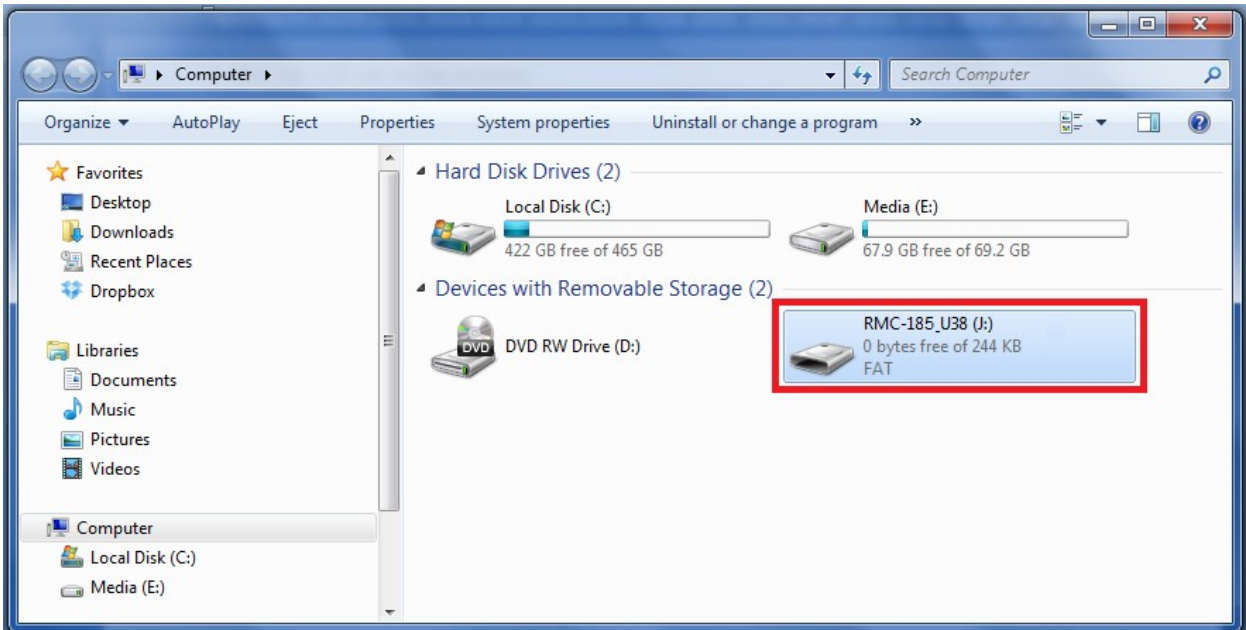 Computer
Search Computer
Organize AutoPlay Eject Properties System properties Uninstall or change a program »
Favorites
Desktop
Downloads
Recent Places
Dropbox
Libraries
Documents
Music
Pictures
Videos
Computer
Local Disk (C:)
Media (E:)
Hard Disk Drives (2)
Local Disk (C:)
422 GB free of 465 GB
Media (E:)
67.9 GB free of 69.2 GB
Devices with Removable Storage (2)
DVD
DVD RW Drive (D:)
RMC-185_U38 (J:)
0 bytes free of 244 KB
FAT